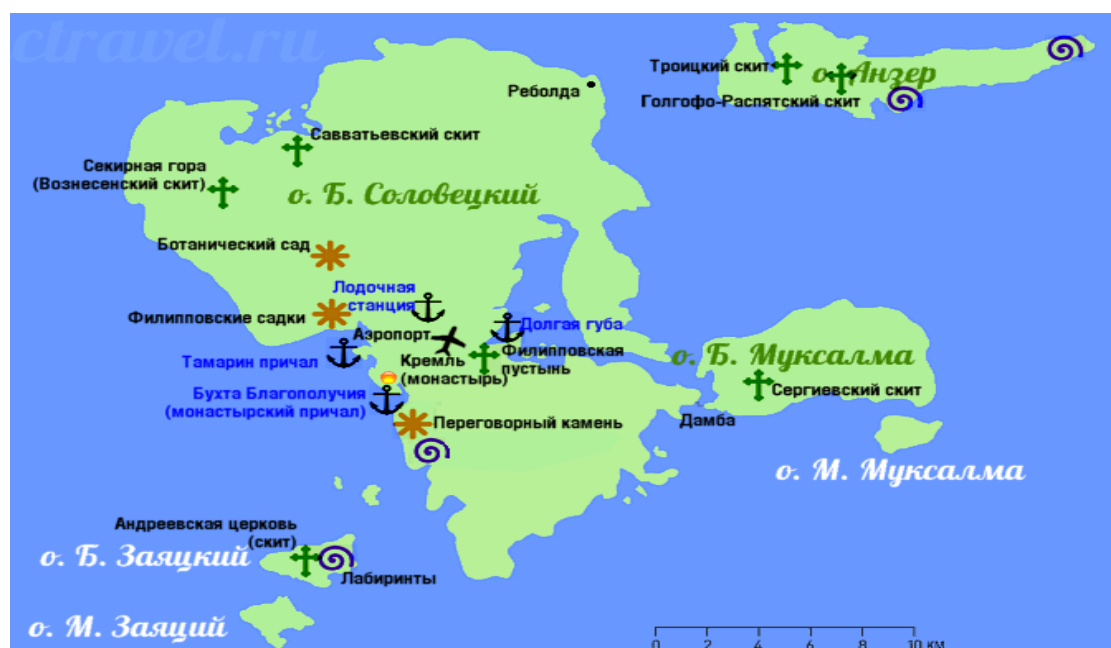 ctravel.ru
Троицкий скит
о. Анзер
Голгофо-Распятский скит
Реболда
Савватьевский скит
Секирная гора
(Вознесенский скит)
о. Б. Соловецкий
Ботанический сад
Лодочная
станция
Филипповские садки
Долгая губа
Аэропорт
Тамарин причал
Кремль
(монастырь)
Филипповская
пустынь
о. Б. Муксалма
Сергиевский скит
Бухта Благополучия
(монастырский причал)
Переговорный камень
Дамба
о. М. Муксалма
Андреевская церковь
(скит)
о. Б. Заяцкий
Лабиринты
о. М. Заяций
0 2 4 6 8 10 км